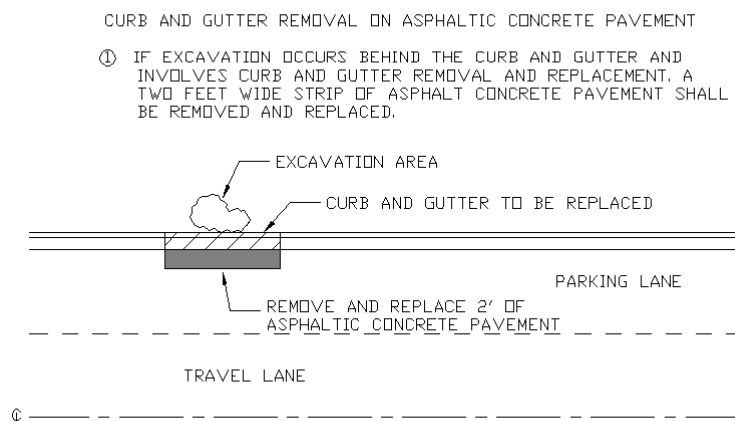 CURB AND GUTTER REMOVAL ON ASPHALTIC CONCRETE PAVEMENT
① IF EXCAVATION OCCURS BEHIND THE CURB AND GUTTER AND
INVOLVES CURB AND GUTTER REMOVAL AND REPLACEMENT. A
TWO FEET WIDE STRIP OF ASPHALT CONCRETE PAVEMENT SHALL
BE REMOVED AND REPLACED.
EXCAVATION AREA
CURB AND GUTTER TO BE REPLACED
PARKING LANE
REMOVE AND REPLACE 2' OF
ASPHALTIC CONCRETE PAVEMENT
TRAVEL LANE
℄